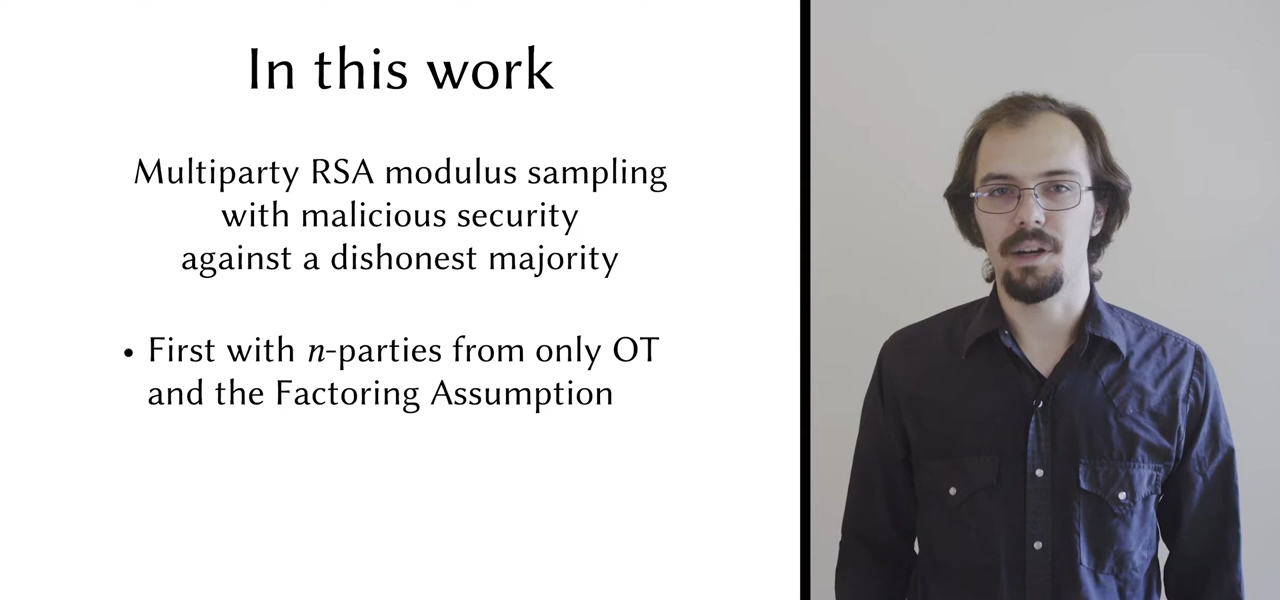 In this work
Multiparty RSA modulus sampling
with malicious security
against a dishonest majority
• First with n-parties from only OT
and the Factoring Assumption